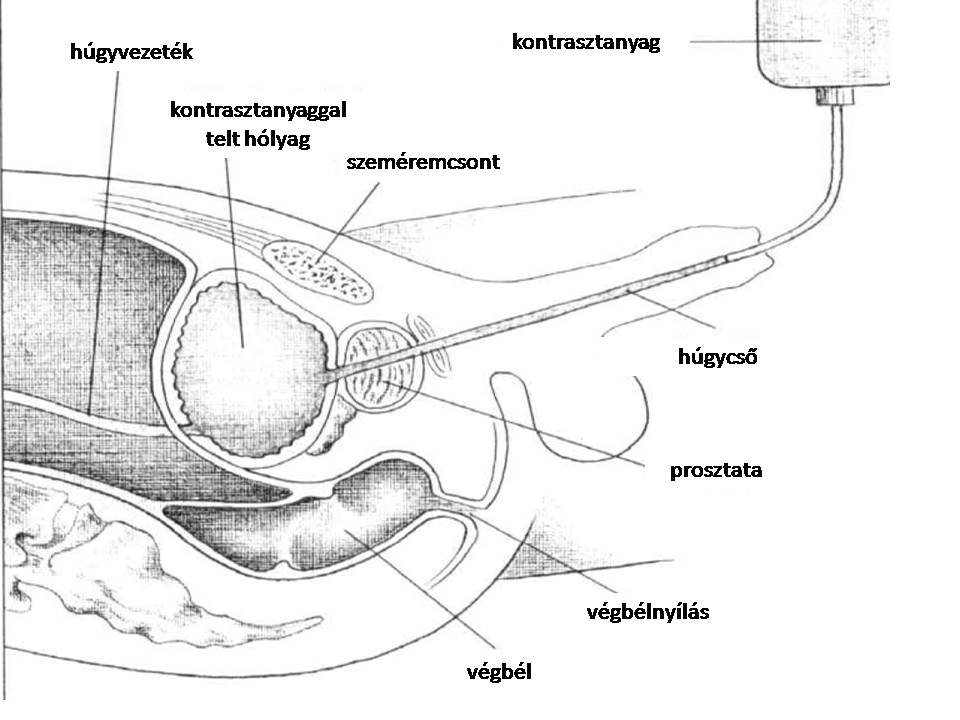 kontrasztanyag
húgyvezeték
kontrasztanyaggal
telt hólyag
szeméremcsont
húgycső
prosztata
végbélnyílás
végbél